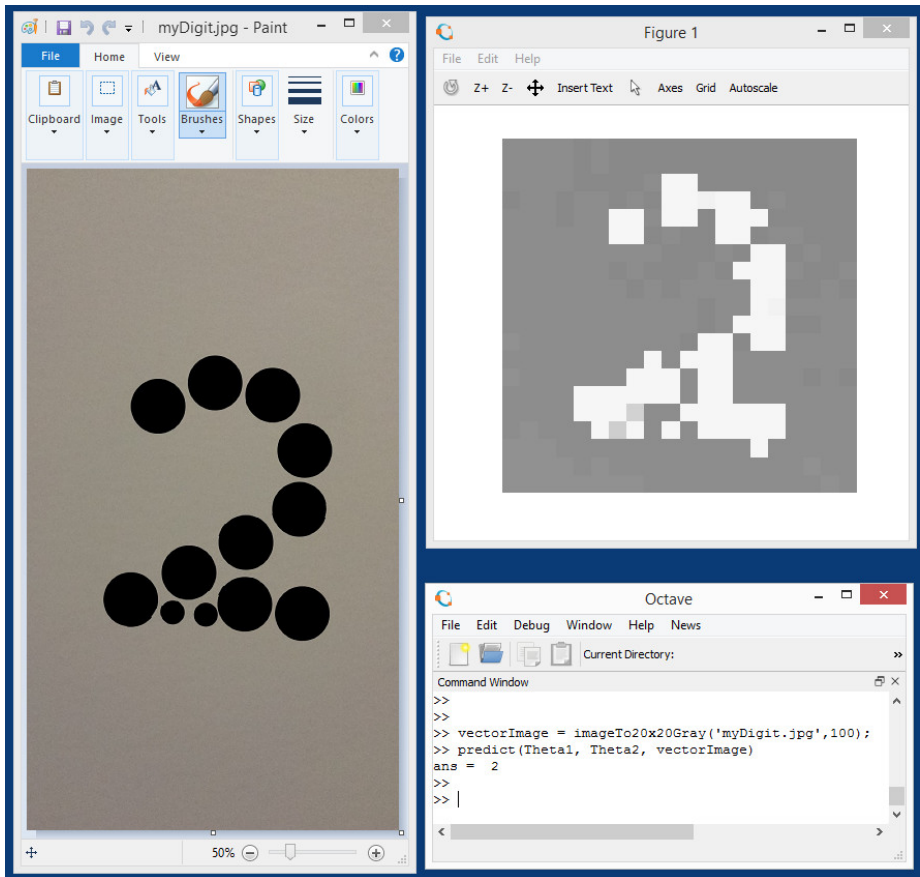 myDigit.jpg - Paint
File Home View
Clipboard Image Tools Brushes Shapes Size Colors
50%
Figure 1
File Edit Help
Z+ Z- Insert Text Axes Grid Autoscale
Octave
File Edit Debug Window Help News
Current Directory:
Command Window
>>
>>
>> vectorImage = imageTo20x20Gray('myDigit.jpg',100);
>> predict(Theta1, Theta2, vectorImage)
ans = 2
>>
>>